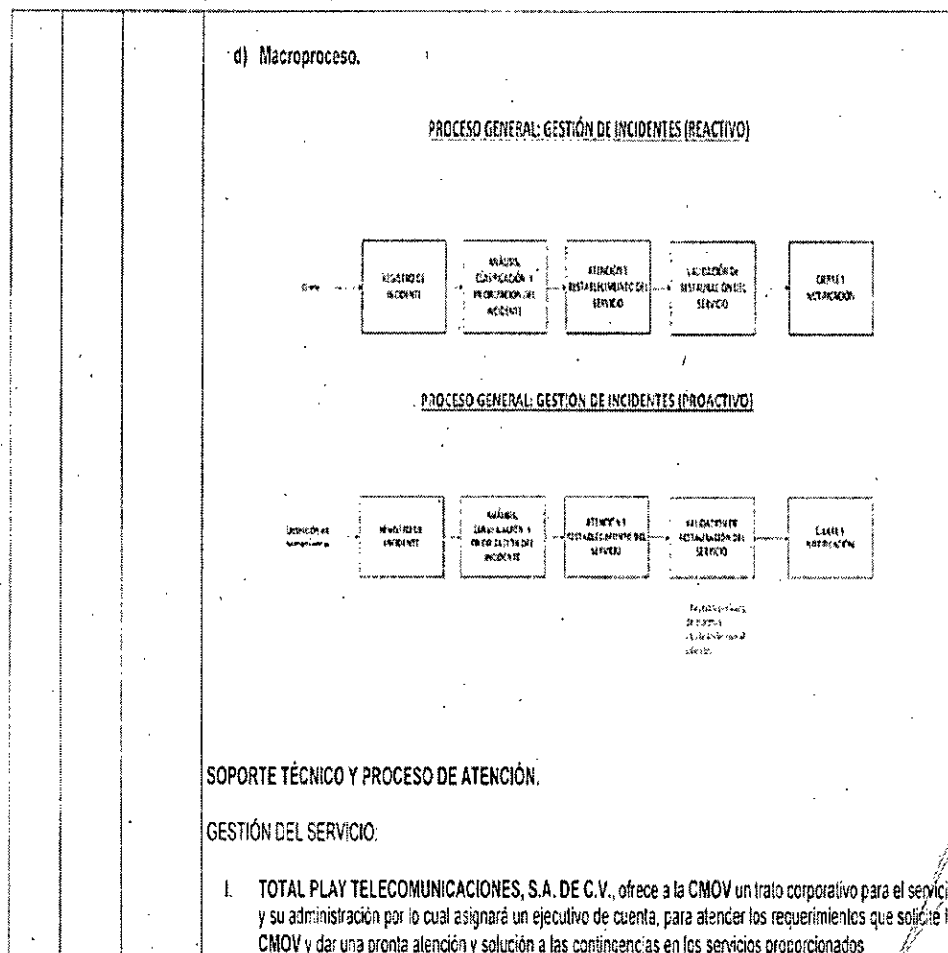 d) Macroproceso.
PROCESO GENERAL: GESTIÓN DE INCIDENTES (REACTIVO)
REGISTRO DE
INCIDENTE
ANÁLISIS,
CLASIFICACIÓN Y
PRIORIZACIÓN DEL
INCIDENTE
ATENCIÓN Y
RESTABLECIMIENTO DEL
SERVICIO
VALIDACIÓN DE
RESTAURACIÓN DEL
SERVICIO
CIERRE Y
NOTIFICACIÓN
PROCESO GENERAL: GESTIÓN DE INCIDENTES (PROACTIVO)
REGISTRO DE
INCIDENTE
ANÁLISIS,
CLASIFICACIÓN Y
PRIORIZACIÓN DEL
INCIDENTE
ATENCIÓN Y
RESTABLECIMIENTO DEL
SERVICIO
VALIDACIÓN DE
RESTAURACIÓN DEL
SERVICIO
CIERRE Y
NOTIFICACIÓN
SOPORTE TÉCNICO Y PROCESO DE ATENCIÓN.
GESTIÓN DEL SERVICIO:
I. TOTAL PLAY TELECOMUNICACIONES, S.A. DE C.V., ofrece a la CMOV un trato corporativo para el servici
y su administración por lo cual asignará un ejecutivo de cuenta, para atender los requerimientos que solicite l
CMOV y dar una pronta atención y solución a las contingencias en los servicios proporcionados